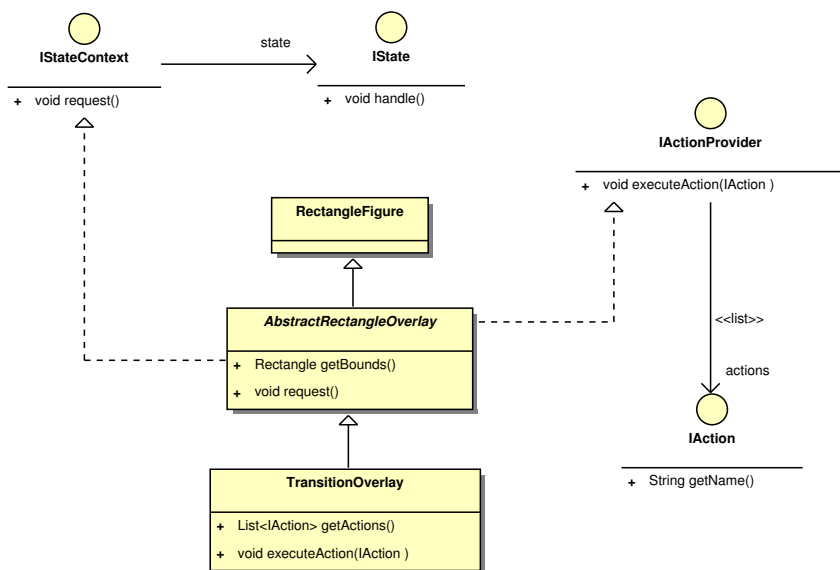 state
IStateContext
IState
+ void request()
+ void handle()
IActionProvider
+ void executeAction(IAction )
RectangleFigure
AbstractRectangleOverlay
<<list>>
+ Rectangle getBounds()
+ void request()
actions
IAction
TransitionOverlay
+ String getName()
+ List<IAction> getActions()
+ void executeAction(IAction )